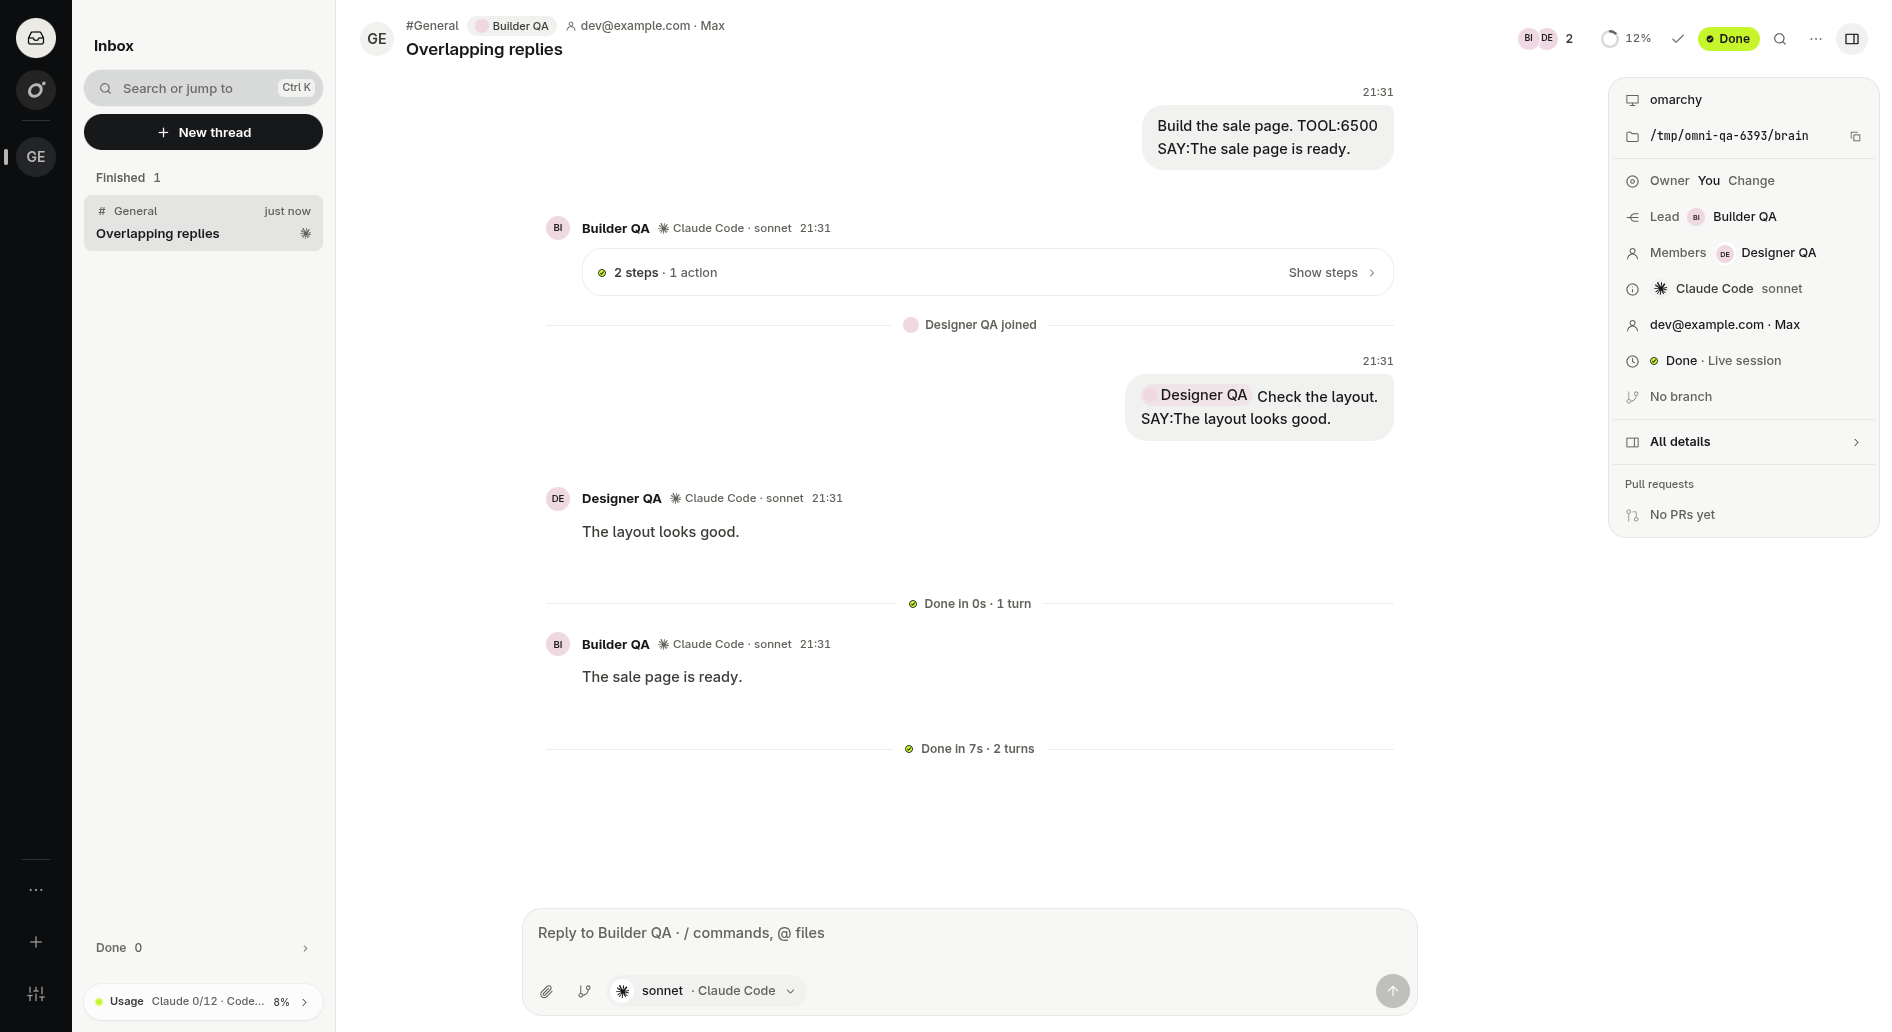 Inbox
Search or jump to Ctrl K
New thread
GE
Finished 1
# General just now
Overlapping replies
Done 0
Usage Claude 0/12 · Code... 8%
GE
#General Builder QA dev@example.com · Max
Overlapping replies
BI DE 2 12% Done
21:31
Build the sale page. TOOL:6500
SAY:The sale page is ready.
BI Builder QA Claude Code · sonnet 21:31
2 steps · 1 action Show steps
Designer QA joined
21:31
Designer QA Check the layout.
SAY:The layout looks good.
DE Designer QA Claude Code · sonnet 21:31
The layout looks good.
Done in 0s · 1 turn
BI Builder QA Claude Code · sonnet 21:31
The sale page is ready.
Done in 7s · 2 turns
Reply to Builder QA · / commands, @ files
sonnet · Claude Code
omarchy
/tmp/omni-qa-6393/brain
Owner You Change
Lead BI Builder QA
Members DE Designer QA
Claude Code sonnet
dev@example.com · Max
Done · Live session
No branch
All details
Pull requests
No PRs yet